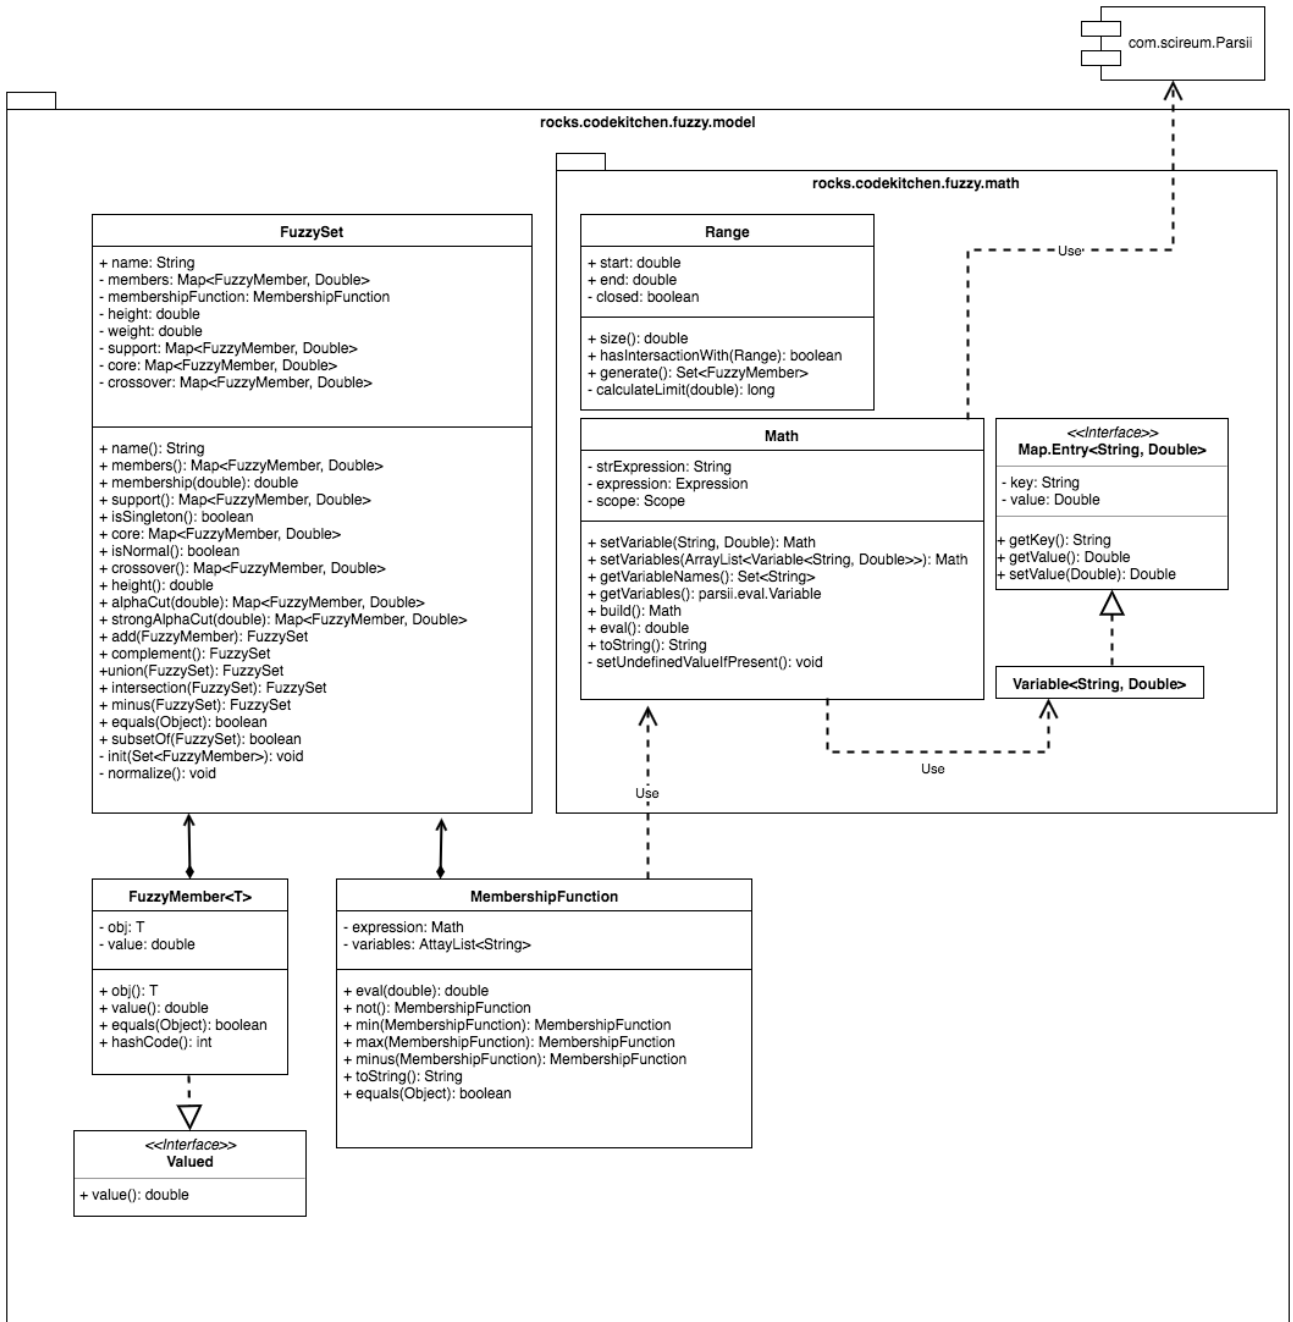 com.scireum.Parsii
rocks.codekitchen.fuzzy.model
rocks.codekitchen.fuzzy.math
FuzzySet
+ name: String
- members: Map<FuzzyMember, Double>
- membershipFunction: MembershipFunction
- height: double
- weight: double
- support: Map<FuzzyMember, Double>
- core: Map<FuzzyMember, Double>
- crossover: Map<FuzzyMember, Double>
+ name(): String
+ members(): Map<FuzzyMember, Double>
+ membership(double): double
+ support(): Map<FuzzyMember, Double>
+ isSingleton(): boolean
+ core: Map<FuzzyMember, Double>
+ isNormal(): boolean
+ crossover(): Map<FuzzyMember, Double>
+ height(): double
+ alphaCut(double): Map<FuzzyMember, Double>
+ strongAlphaCut(double): Map<FuzzyMember, Double>
+ add(FuzzyMember): FuzzySet
+ complement(): FuzzySet
+union(FuzzySet): FuzzySet
+ intersection(FuzzySet): FuzzySet
+ minus(FuzzySet): FuzzySet
+ equals(Object): boolean
+ subsetOf(FuzzySet): boolean
- init(Set<FuzzyMember>): void
- normalize(): void
Range
+ start: double
+ end: double
- closed: boolean
+ size(): double
+ hasIntersactionWith(Range): boolean
+ generate(): Set<FuzzyMember>
- calculateLimit(double): long
Use
Math
- strExpression: String
- expression: Expression
- scope: Scope
+ setVariable(String, Double): Math
+ setVariables(ArrayList<Variable<String, Double>>): Math
+ getVariableNames(): Set<String>
+ getVariables(): parsii.eval.Variable
+ build(): Math
+ eval(): double
+ toString(): String
- setUndefinedValueIfPresent(): void
<<Interface>>
Map.Entry<String, Double>
- key: String
- value: Double
+ getKey(): String
+ getValue(): Double
+ setValue(Double): Double
Variable<String, Double>
Use
Use
FuzzyMember<T>
- obj: T
- value: double
+ obj(): T
+ value(): double
+ equals(Object): boolean
+ hashCode(): int
MembershipFunction
- expression: Math
- variables: AttayList<String>
+ eval(double): double
+ not(): MembershipFunction
+ min(MembershipFunction): MembershipFunction
+ max(MembershipFunction): MembershipFunction
+ minus(MembershipFunction): MembershipFunction
+ toString(): String
+ equals(Object): boolean
<<Interface>>
Valued
+ value(): double